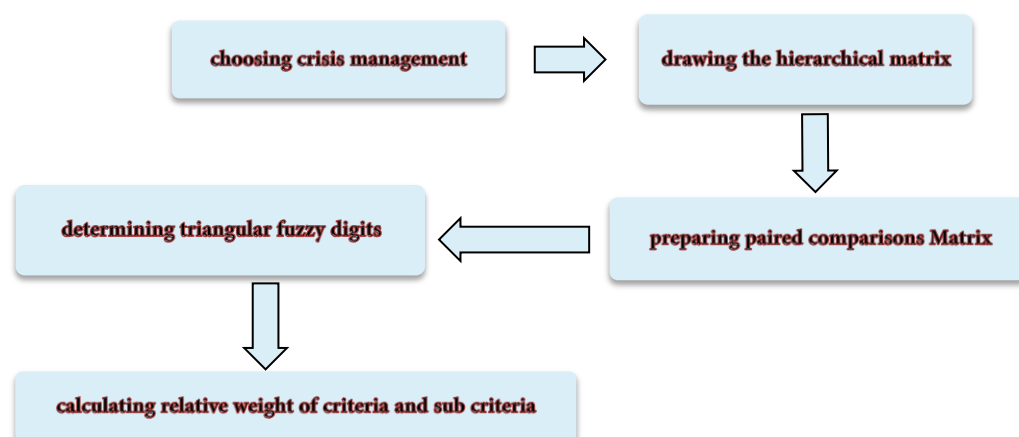 choosing crisis management
drawing the hierarchical matrix
preparing paired comparisons Matrix
determining triangular fuzzy digits
calculating relative weight of criteria and sub criteria